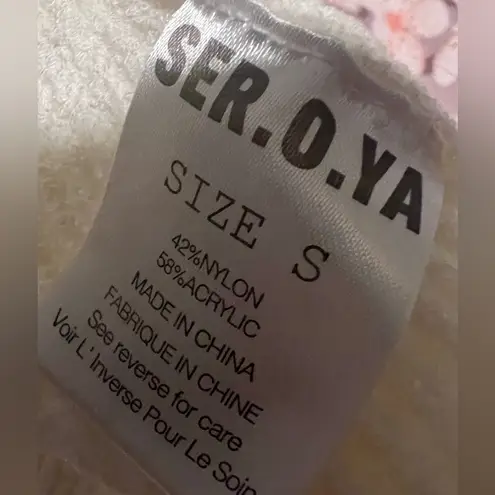 SER.O.YA
SIZE S
42%NYLON
58%ACRYLIC
MADE IN CHINA
FABRIQUE IN CHINE
See reverse for care
Voir L'Inverse Pour Le Soin